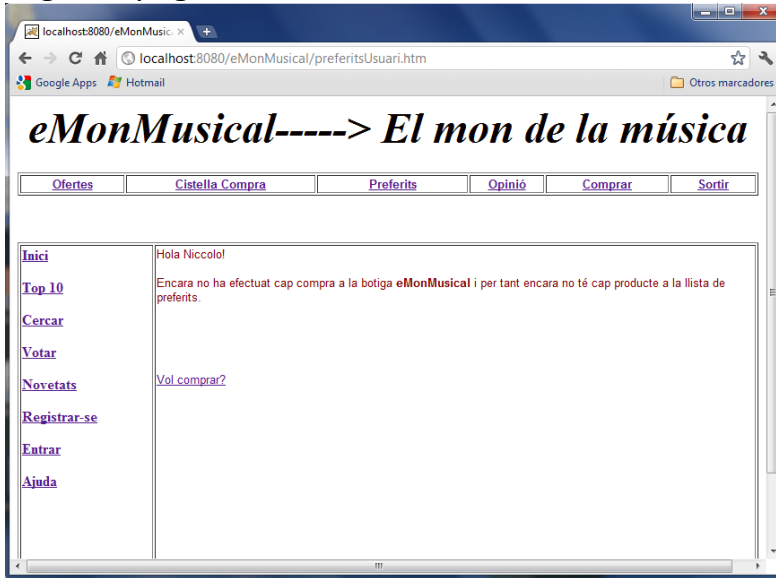 localhost:8080/eMonMusic
localhost:8080/eMonMusical/preferitsUsuari.htm
Google Apps Hotmail Otros marcadores
eMonMusical-----> El mon de la música
Ofertes Cistella Compra Preferits Opinió Comprar Sortir
Inici
Top 10
Cercar
Votar
Novetats
Registrar-se
Entrar
Ajuda
Hola Niccolo!
Encara no ha efectuat cap compra a la botiga eMonMusical i per tant encara no té cap producte a la llista de
preferits.
Vol comprar?